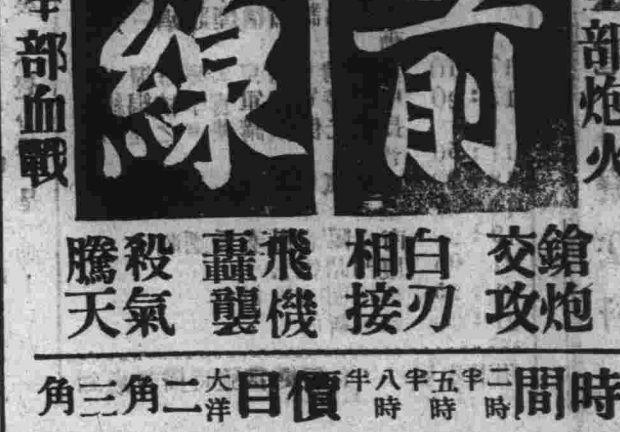 部炮火
前線
部血戰
鎗炮交攻
白刃相接
飛機轟襲
殺氣騰天
時間二時半五時半八時半
價目大洋二角三角